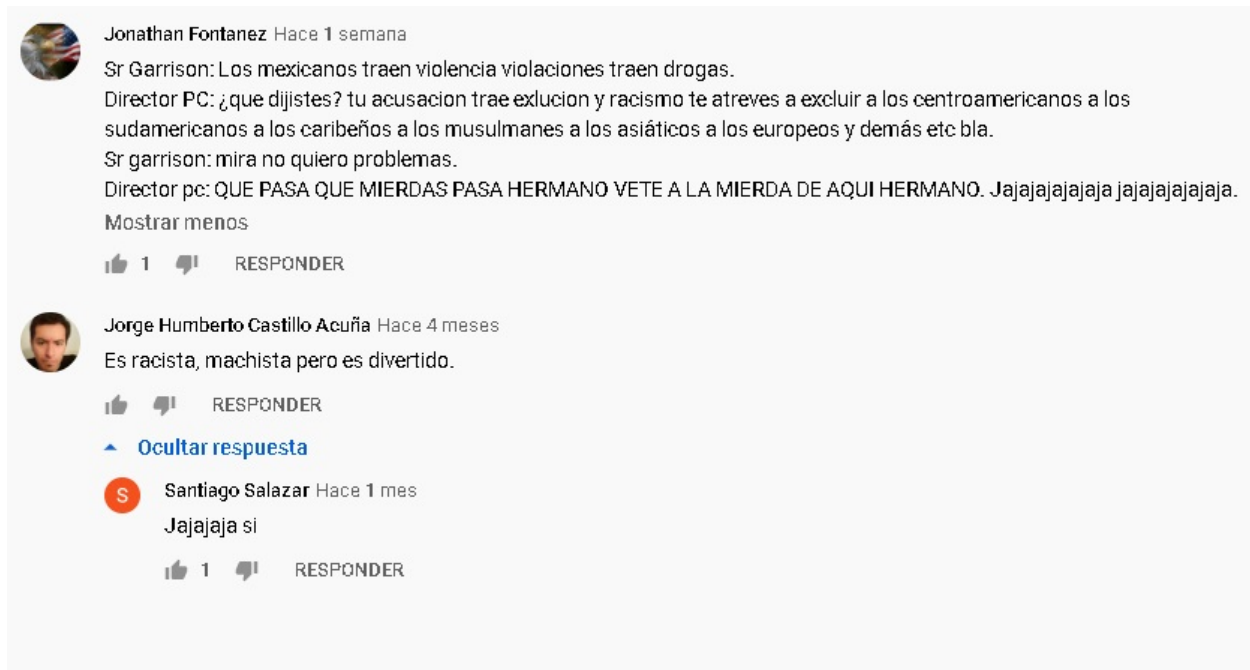 Jonathan Fontanez Hace 1 semana
Sr Garrison: Los mexicanos traen violencia violaciones traen drogas.
Director PC: ¿que dijistes? tu acusacion trae exlucion y racismo te atreves a excluir a los centroamericanos a los
sudamericanos a los caribeños a los musulmanes a los asiáticos a los europeos y demás etc bla.
Sr garrison: mira no quiero problemas.
Director pc: QUE PASA QUE MIERDAS PASA HERMANO VETE A LA MIERDA DE AQUI HERMANO. Jajajajajajaja jajajajajajaja.
Mostrar menos
1 RESPONDER
Jorge Humberto Castillo Acuña Hace 4 meses
Es racista, machista pero es divertido.
RESPONDER
Ocultar respuesta
S
Santiago Salazar Hace 1 mes
Jajajaja si
1 RESPONDER